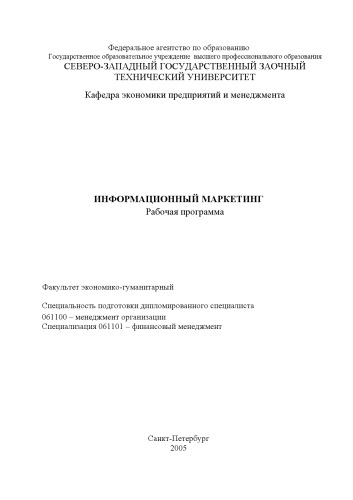 Федеральное агентство по образованию
Государственное образовательное учреждение высшего профессионального образования
СЕВЕРО-ЗАПАДНЫЙ ГОСУДАРСТВЕННЫЙ ЗАОЧНЫЙ
ТЕХНИЧЕСКИЙ УНИВЕРСИТЕТ
Кафедра экономики предприятий и менеджмента
ИНФОРМАЦИОННЫЙ МАРКЕТИНГ
Рабочая программа
Факультет экономико-гуманитарный
Специальность подготовки дипломированного специалиста
061100 – менеджмент организации
Специализация 061101 – финансовый менеджмент
Санкт-Петербург
2005